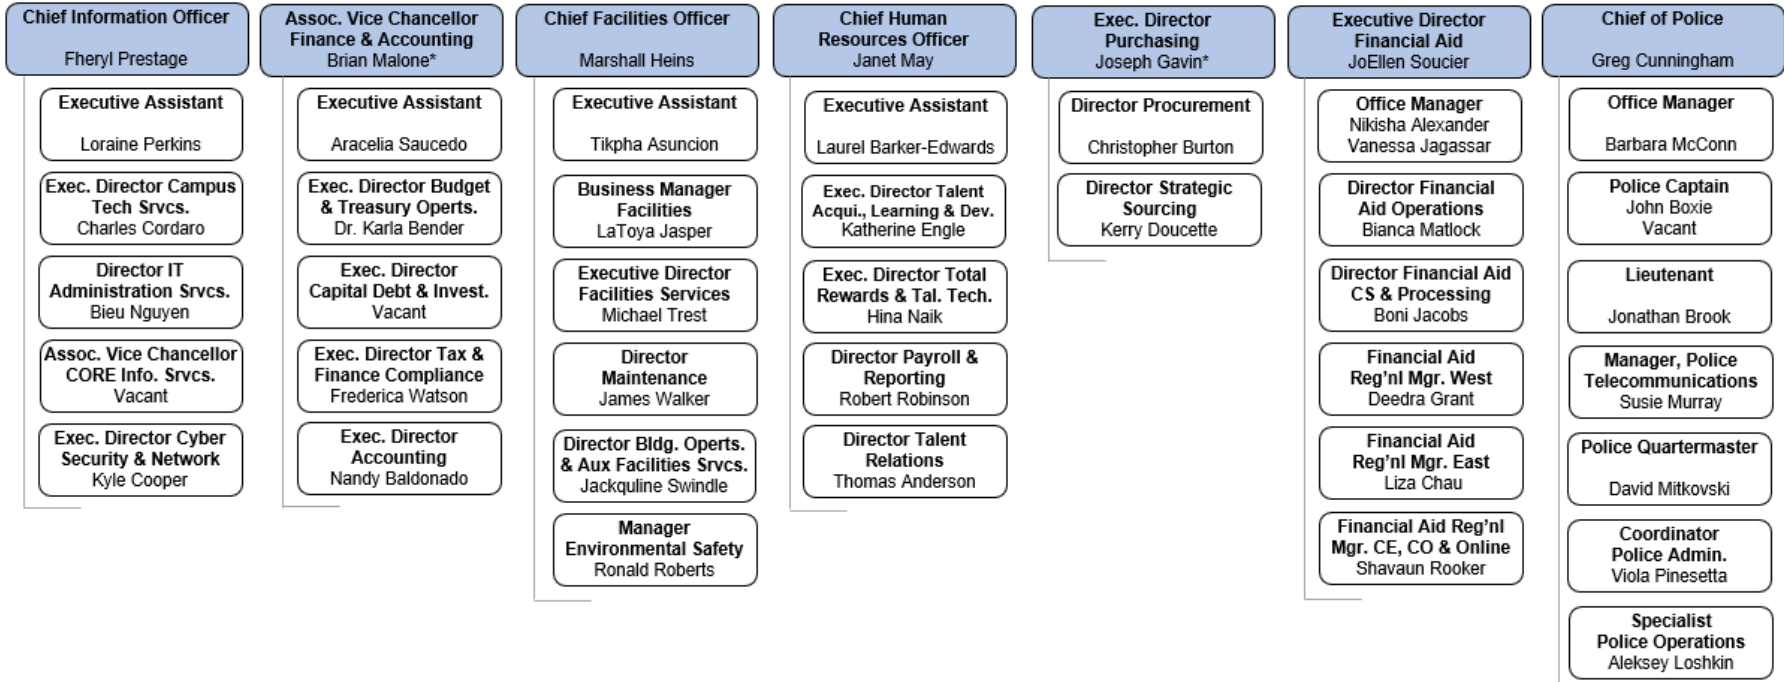 Chief Information Officer
Fheryl Prestage
Executive Assistant
Loraine Perkins
Exec. Director Campus
Tech Srvcs.
Charles Cordaro
Director IT
Administration Srvcs.
Bieu Nguyen
Assoc. Vice Chancellor
CORE Info. Srvcs.
Vacant
Exec. Director Cyber
Security & Network
Kyle Cooper
Assoc. Vice Chancellor
Finance & Accounting
Brian Malone*
Executive Assistant
Aracelia Saucedo
Exec. Director Budget
& Treasury Operts.
Dr. Karla Bender
Exec. Director
Capital Debt & Invest.
Vacant
Exec. Director Tax &
Finance Compliance
Frederica Watson
Exec. Director
Accounting
Nandy Baldonado
Chief Facilities Officer
Marshall Heins
Executive Assistant
Tikpha Asuncion
Business Manager
Facilities
LaToya Jasper
Executive Director
Facilities Services
Michael Trest
Director
Maintenance
James Walker
Director Bldg. Operts.
& Aux Facilities Srvcs.
Jackquline Swindle
Manager
Environmental Safety
Ronald Roberts
Chief Human
Resources Officer
Janet May
Executive Assistant
Laurel Barker-Edwards
Exec. Director Talent
Acqui., Learning & Dev.
Katherine Engle
Exec. Director Total
Rewards & Tal. Tech.
Hina Naik
Director Payroll &
Reporting
Robert Robinson
Director Talent
Relations
Thomas Anderson
Exec. Director
Purchasing
Joseph Gavin*
Director Procurement
Christopher Burton
Director Strategic
Sourcing
Kerry Doucette
Executive Director
Financial Aid
JoEllen Soucier
Office Manager
Nikisha Alexander
Vanessa Jagassar
Director Financial
Aid Operations
Bianca Matlock
Director Financial Aid
CS & Processing
Boni Jacobs
Financial Aid
Reg'nl Mgr. West
Deedra Grant
Financial Aid
Reg’nl Mgr. East
Liza Chau
Financial Aid Reg’nl
Mgr. CE, CO & Online
Shavaun Rooker
Chief of Police
Greg Cunningham
Office Manager
Barbara McConn
Police Captain
John Boxie
Vacant
Lieutenant
Jonathan Brook
Manager, Police
Telecommunications
Susie Murray
Police Quartermaster
David Mitkovski
Coordinator
Police Admin.
Viola Pinesetta
Specialist
Police Operations
Aleksey Loshkin